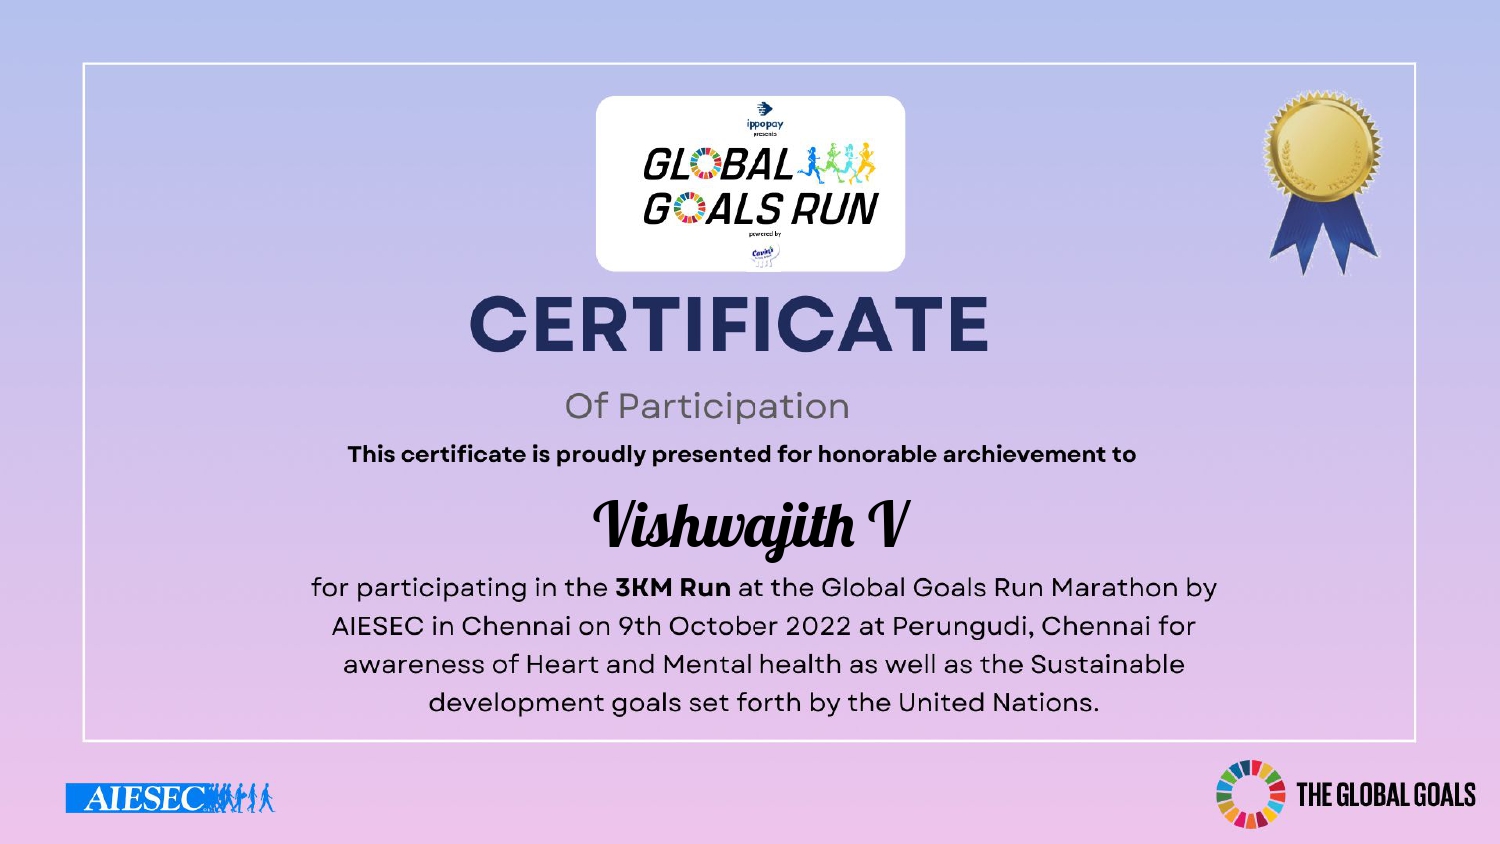 ippopay
presents
GLOBAL
GOALS RUN
powered by
Cavin's
CERTIFICATE
Of Participation
This certificate is proudly presented for honorable archievement to
Vishwajith V
for participating in the 3KM Run at the Global Goals Run Marathon by
AIESEC in Chennai on 9th October 2022 at Perungudi, Chennai for
awareness of Heart and Mental health as well as the Sustainable
development goals set forth by the United Nations.
AIESEC
THE GLOBAL GOALS